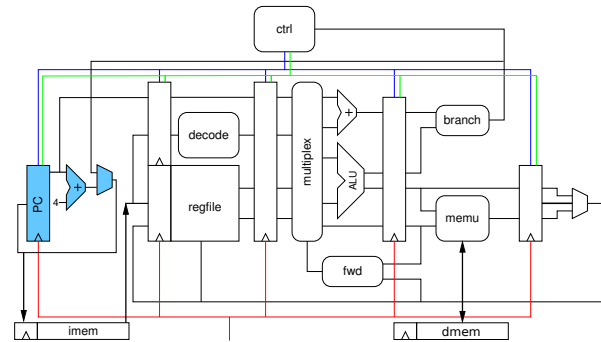 ctrl
decode
multiplex
+
ALU
branch
PC
+
4
regfile
memu
fwd
imem
dmem